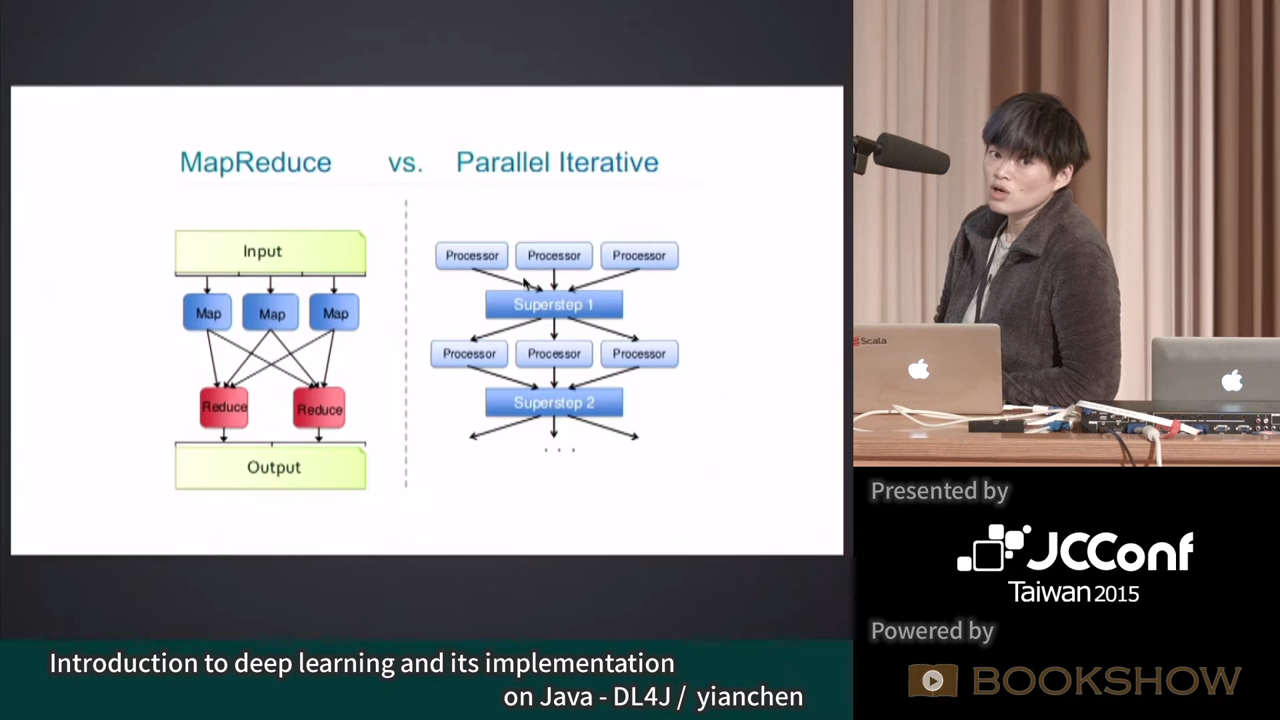 MapReduce vs. Parallel Iterative
Input
Map Map Map
Reduce Reduce
Output
Processor Processor Processor
Superstep 1
Processor Processor Processor
Superstep 2
. . .
Scala
Presented by
JCConf
Taiwan 2015
Powered by
BOOKSHOW
Introduction to deep learning and its implementation
on Java - DL4J / yianchen